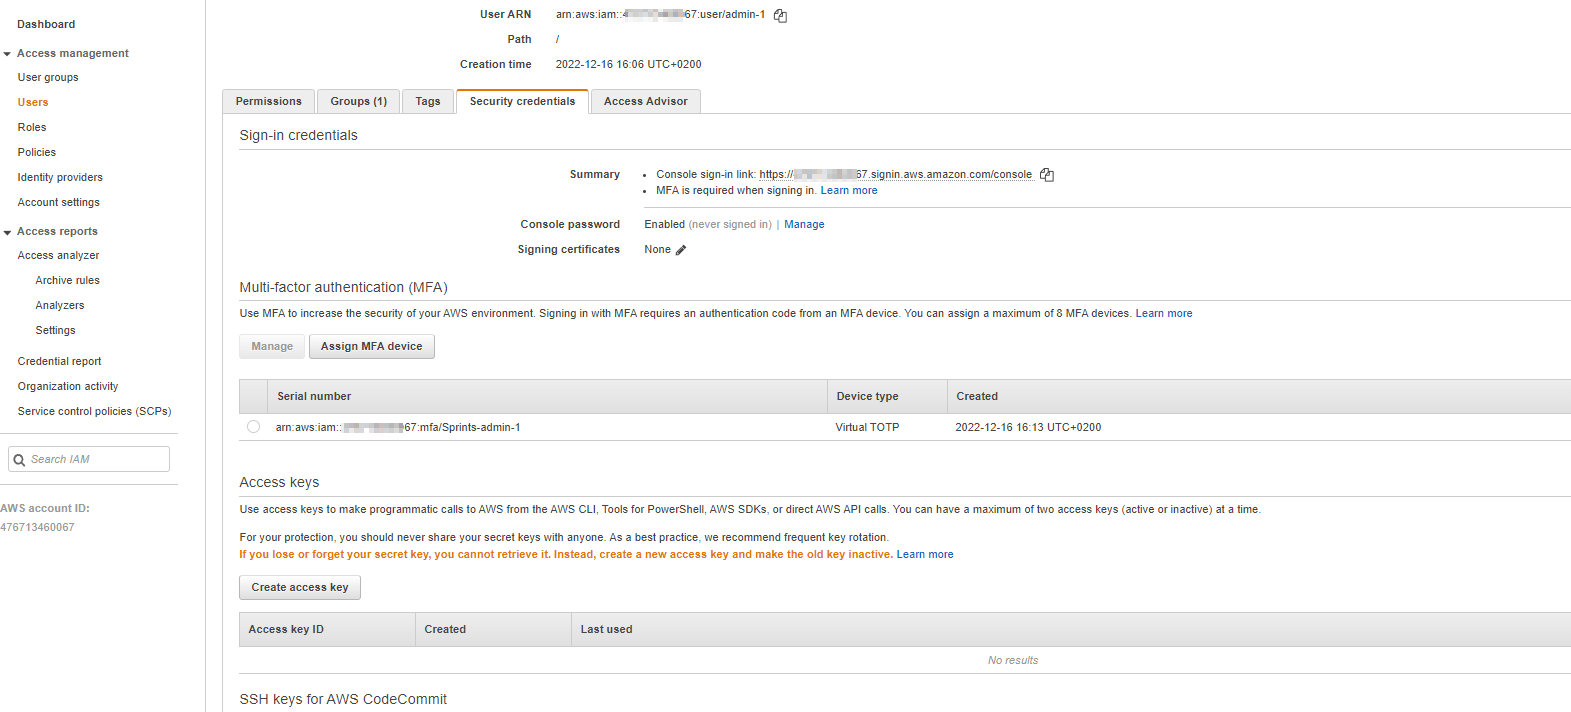 Dashboard
Access management
User groups
Users
Roles
Policies
Identity providers
Account settings
Access reports
Access analyzer
Archive rules
Analyzers
Settings
Credential report
Organization activity
Service control policies (SCPs)
Search IAM
AWS account ID:
476713460067
User ARN arn:aws:iam::4 67:user/admin-1
Path /
Creation time 2022-12-16 16:06 UTC+0200
Permissions Groups (1) Tags Security credentials Access Advisor
Sign-in credentials
Summary • Console sign-in link: https:// 67.signin.aws.amazon.com/console
• MFA is required when signing in. Learn more
Console password Enabled (never signed in) | Manage
Signing certificates None
Multi-factor authentication (MFA)
Use MFA to increase the security of your AWS environment. Signing in with MFA requires an authentication code from an MFA device. You can assign a maximum of 8 MFA devices. Learn more
Manage Assign MFA device
Serial number Device type Created
arn:aws:iam:: 67:mfa/Sprints-admin-1 Virtual TOTP 2022-12-16 16:13 UTC+0200
Access keys
Use access keys to make programmatic calls to AWS from the AWS CLI, Tools for PowerShell, AWS SDKs, or direct AWS API calls. You can have a maximum of two access keys (active or inactive) at a time.
For your protection, you should never share your secret keys with anyone. As a best practice, we recommend frequent key rotation.
If you lose or forget your secret key, you cannot retrieve it. Instead, create a new access key and make the old key inactive. Learn more
Create access key
Access key ID Created Last used
No results
SSH keys for AWS CodeCommit